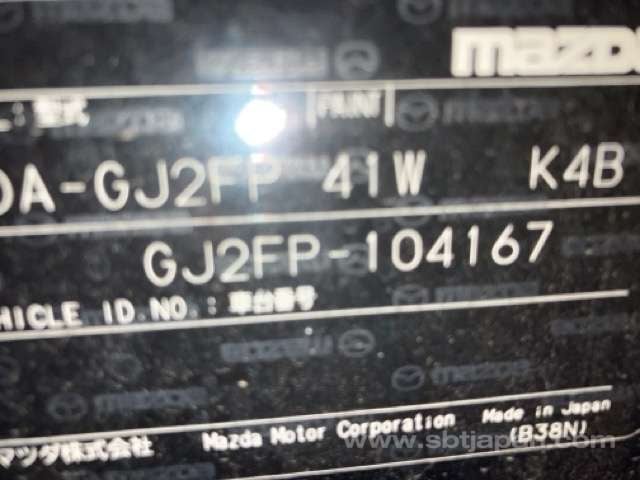 mazda
L.:型式
PAINT
DA-GJ2FP 41W K4B
GJ2FP-104167
HICLE ID.NO.:車台番号
マツダ株式会社 Mazda Motor Corporation Made in Japan
(B38N)
www.sbtjapan.com